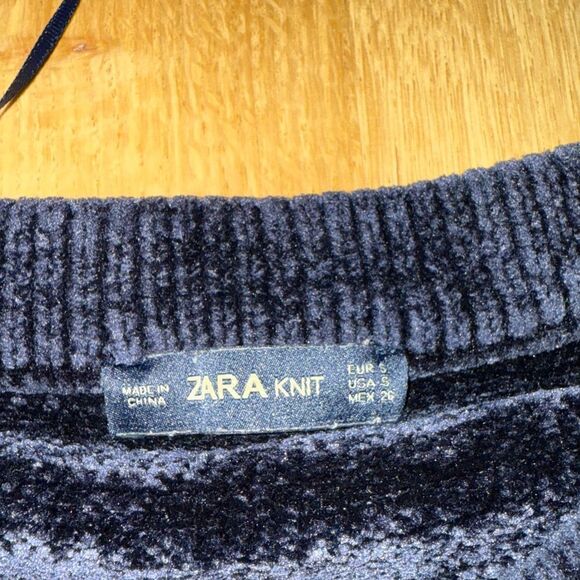 MADE IN
CHINA
ZARA KNIT
EUR S
USA S
MEX 26